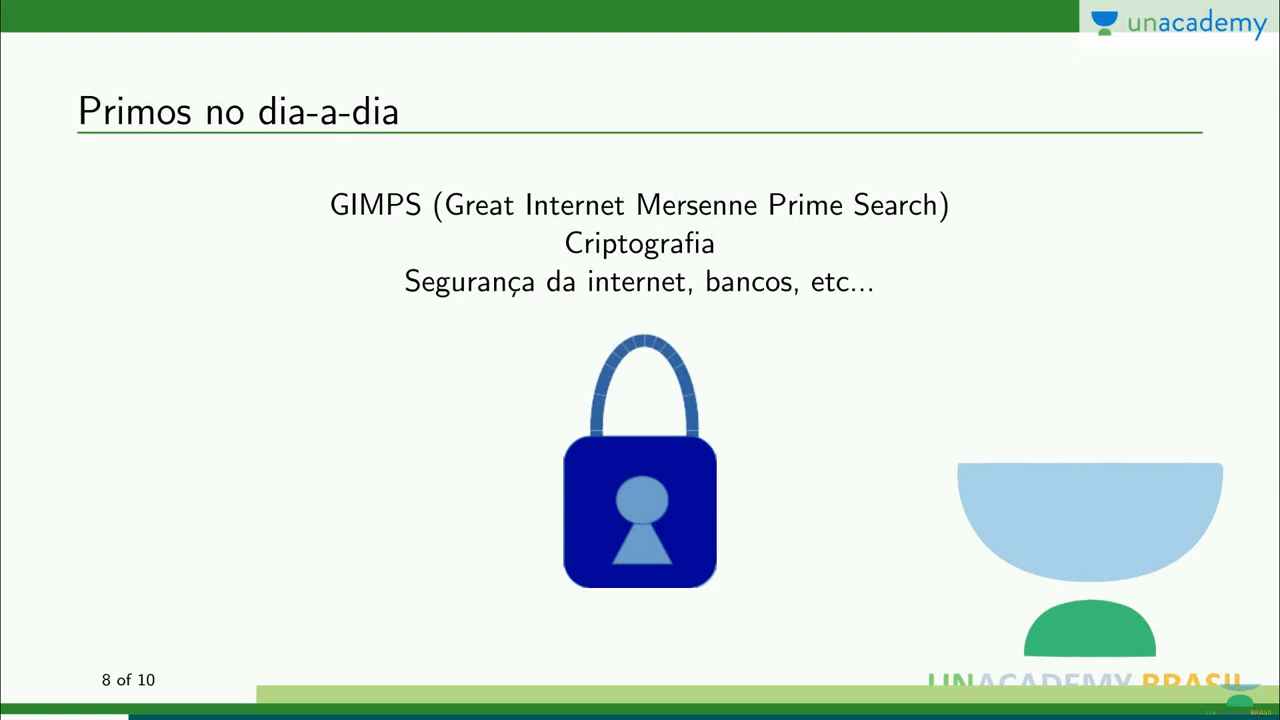 unacademy
Primos no dia-a-dia
GIMPS (Great Internet Mersenne Prime Search)
Criptografia
Segurança da internet, bancos, etc...
UNACADEMY BRASIL
8 of 10
BRASIL